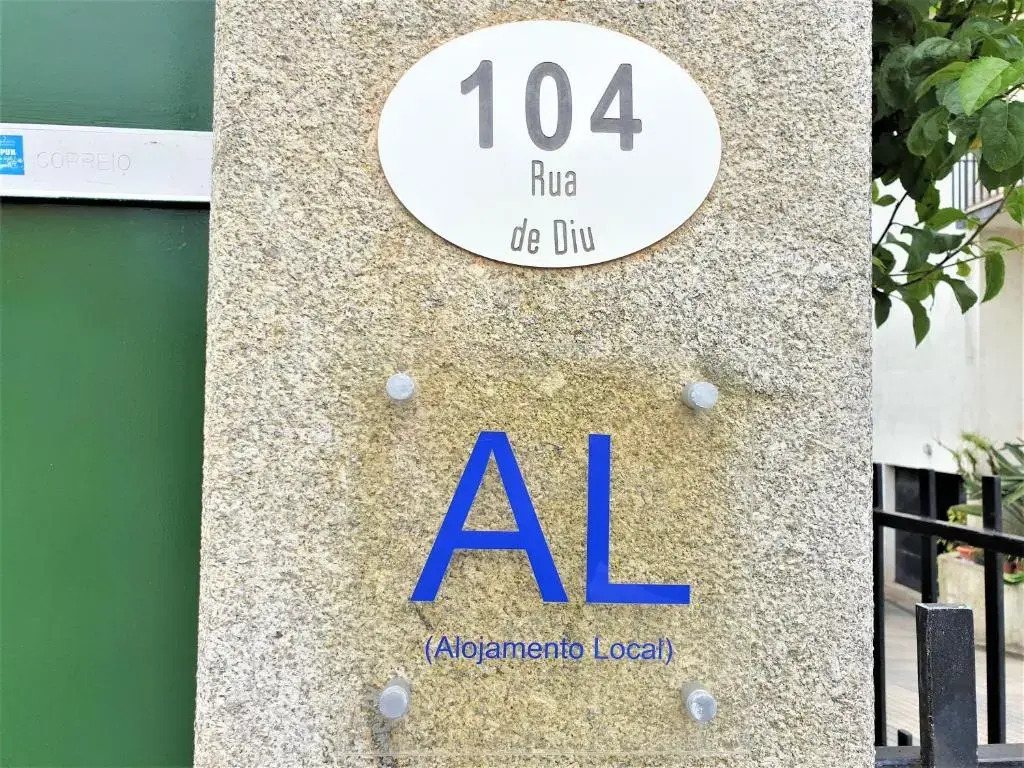 104
Rua
de Diu
CORREIO
AL
(Alojamento Local)